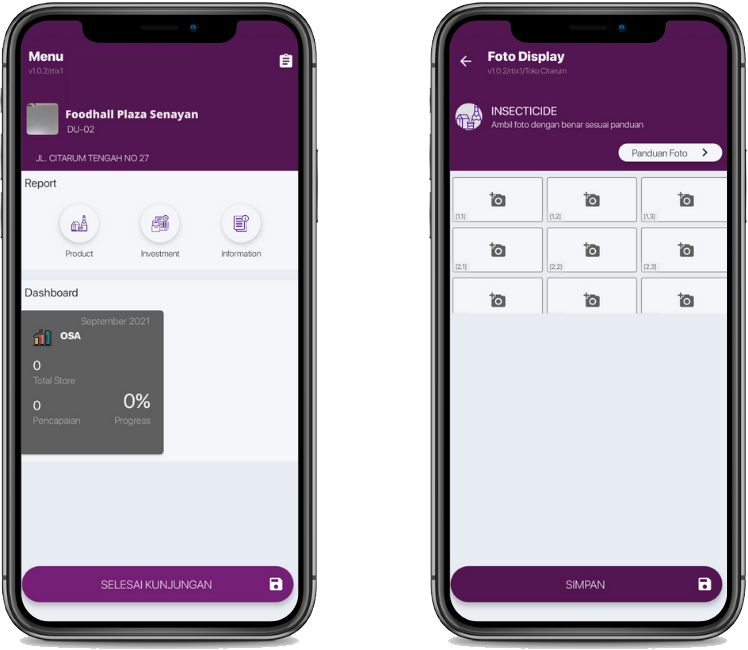 Menu
v1.0.2/rtix1
Foodhall Plaza Senayan
DU-02
JL. CITARUM TENGAH NO 27
Report
Product
Investment
Information
Dashboard
September 2021
OSA
0
Total Store
0
0%
Pencapaian
Progress
SELESAI KUNJUNGAN
Foto Display
v1.0.2/rtix1/Toko Citarum
INSECTICIDE
Ambil foto dengan benar sesuai panduan
Panduan Foto
[1,1]
[1,2]
[1,3]
[2,1]
[2,2]
[2,3]
SIMPAN